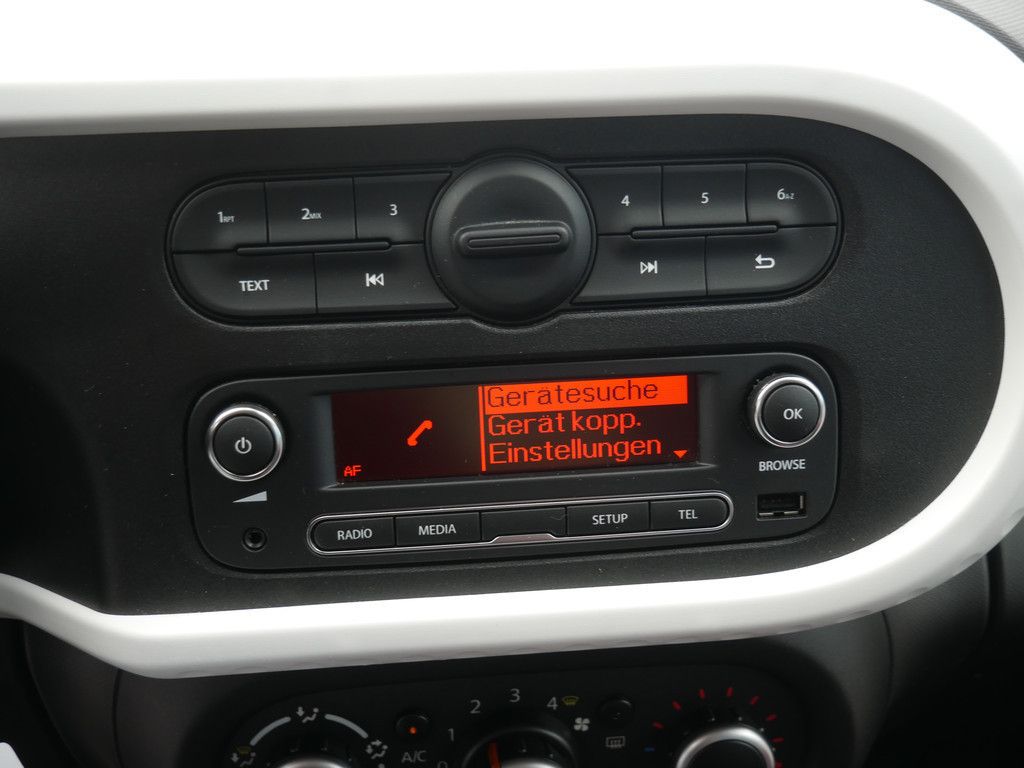 1RPT 2MIX 3 4 5 6A-Z
TEXT
Gerätesuche
Gerät kopp.
Einstellungen
AF
OK
BROWSE
RADIO MEDIA SETUP TEL
0 1 2 3 4
A/C